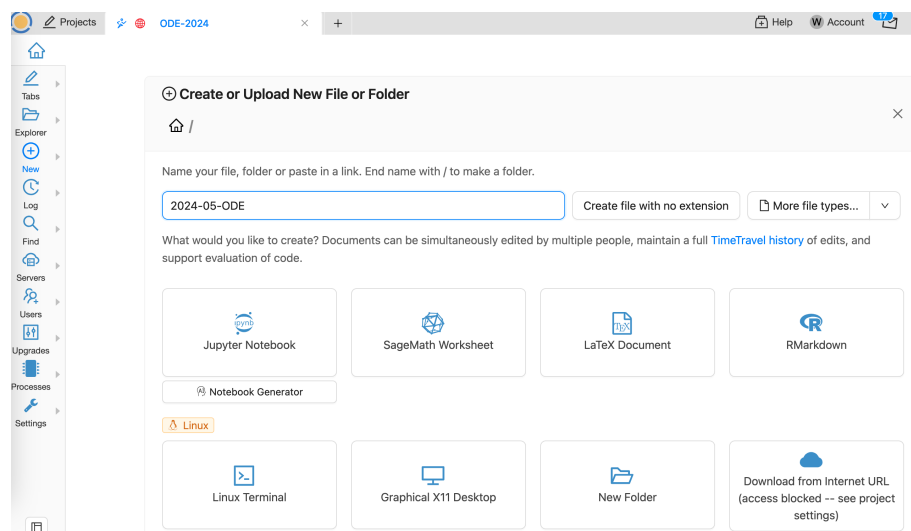 Projects
ODE-2024
Help
W Account
17
Tabs
Explorer
New
Log
Find
Servers
Users
Upgrades
Processes
Settings
Create or Upload New File or Folder
/
Name your file, folder or paste in a link. End name with / to make a folder.
2024-05-ODE
Create file with no extension
More file types...
What would you like to create? Documents can be simultaneously edited by multiple people, maintain a full TimeTravel history of edits, and
support evaluation of code.
ipynb
Jupyter Notebook
SageMath Worksheet
TEX
LaTeX Document
R
RMarkdown
AI Notebook Generator
Linux
Linux Terminal
Graphical X11 Desktop
New Folder
Download from Internet URL
(access blocked -- see project
settings)